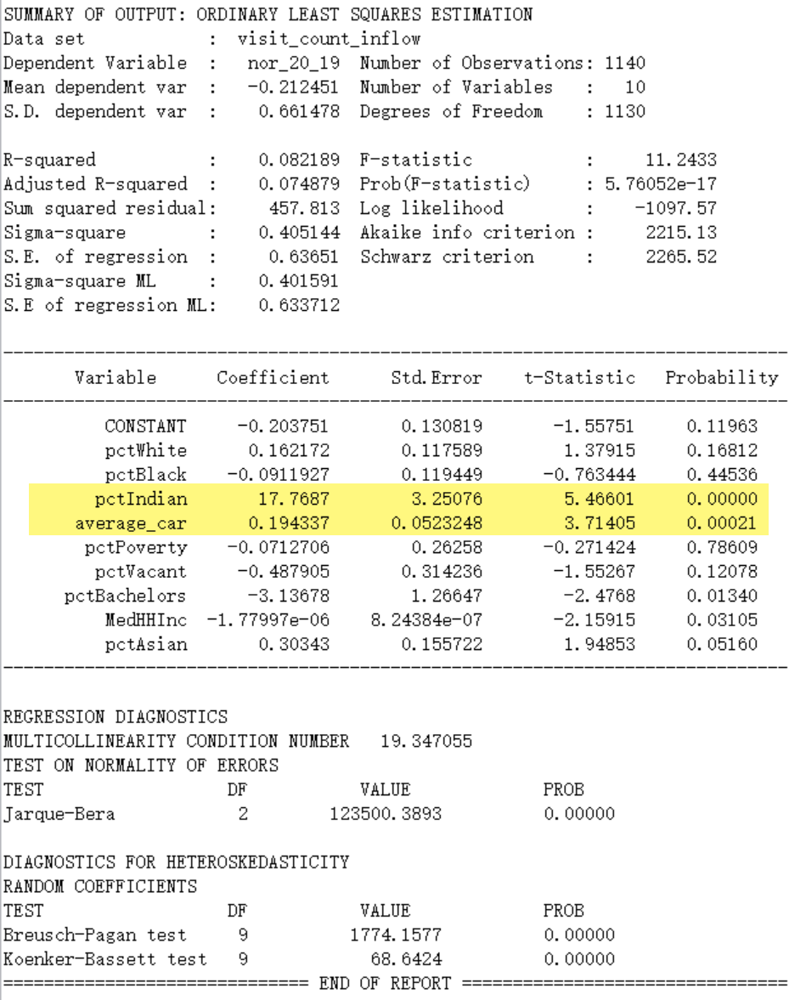 SUMMARY OF OUTPUT: ORDINARY LEAST SQUARES ESTIMATION
Data set            :  visit_count_inflow
Dependent Variable  :   nor_20_19  Number of Observations: 1140
Mean dependent var  :   -0.212451  Number of Variables   :   10
S.D. dependent var  :    0.661478  Degrees of Freedom    : 1130
R-squared           :    0.082189  F-statistic           :     11.2433
Adjusted R-squared  :    0.074879  Prob(F-statistic)     : 5.76052e-17
Sum squared residual:     457.813  Log likelihood        :    -1097.57
Sigma-square        :    0.405144  Akaike info criterion :     2215.13
S.E. of regression  :     0.63651  Schwarz criterion     :     2265.52
Sigma-square ML     :    0.401591
S.E of regression ML:    0.633712
-----------------------------------------------------------------------------
       Variable      Coefficient      Std.Error    t-Statistic   Probability
-----------------------------------------------------------------------------
          CONSTANT     -0.203751       0.130819       -1.55751     0.11963
          pctWhite      0.162172       0.117589        1.37915     0.16812
          pctBlack    -0.0911927       0.119449      -0.763444     0.44536
         pctIndian       17.7687        3.25076        5.46601     0.00000
       average_car      0.194337      0.0523248        3.71405     0.00021
        pctPoverty    -0.0712706        0.26258      -0.271424     0.78609
         pctVacant     -0.487905       0.314236       -1.55267     0.12078
      pctBachelors      -3.13678        1.26647        -2.4768     0.01340
          MedHHInc  -1.77997e-06    8.24384e-07       -2.15915     0.03105
          pctAsian       0.30343       0.155722        1.94853     0.05160
-----------------------------------------------------------------------------
REGRESSION DIAGNOSTICS
MULTICOLLINEARITY CONDITION NUMBER   19.347055
TEST ON NORMALITY OF ERRORS
TEST                  DF           VALUE             PROB
Jarque-Bera            2        123500.3893          0.00000
DIAGNOSTICS FOR HETEROSKEDASTICITY
RANDOM COEFFICIENTS
TEST                  DF           VALUE             PROB
Breusch-Pagan test     9          1774.1577          0.00000
Koenker-Bassett test   9            68.6424          0.00000
============================== END OF REPORT ================================